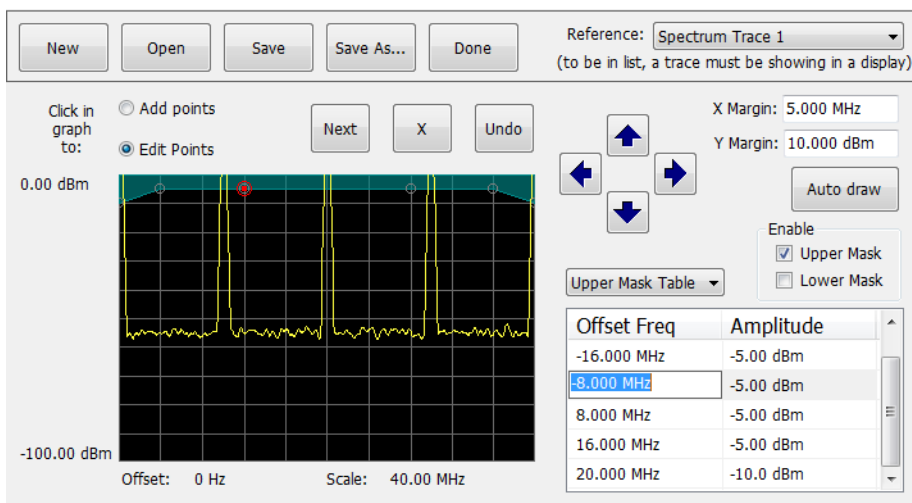 New Open Save Save As... Done Reference: Spectrum Trace 1
(to be in list, a trace must be showing in a display)
Click in graph to:
Add points
Edit Points
Next X Undo
X Margin: 5.000 MHz
Y Margin: 10.000 dBm
Auto draw
Enable
Upper Mask
Lower Mask
0.00 dBm
-100.00 dBm
Offset: 0 Hz Scale: 40.00 MHz
Upper Mask Table
Offset Freq Amplitude
-16.000 MHz -5.00 dBm
-8.000 MHz -5.00 dBm
8.000 MHz -5.00 dBm
16.000 MHz -5.00 dBm
20.000 MHz -10.0 dBm